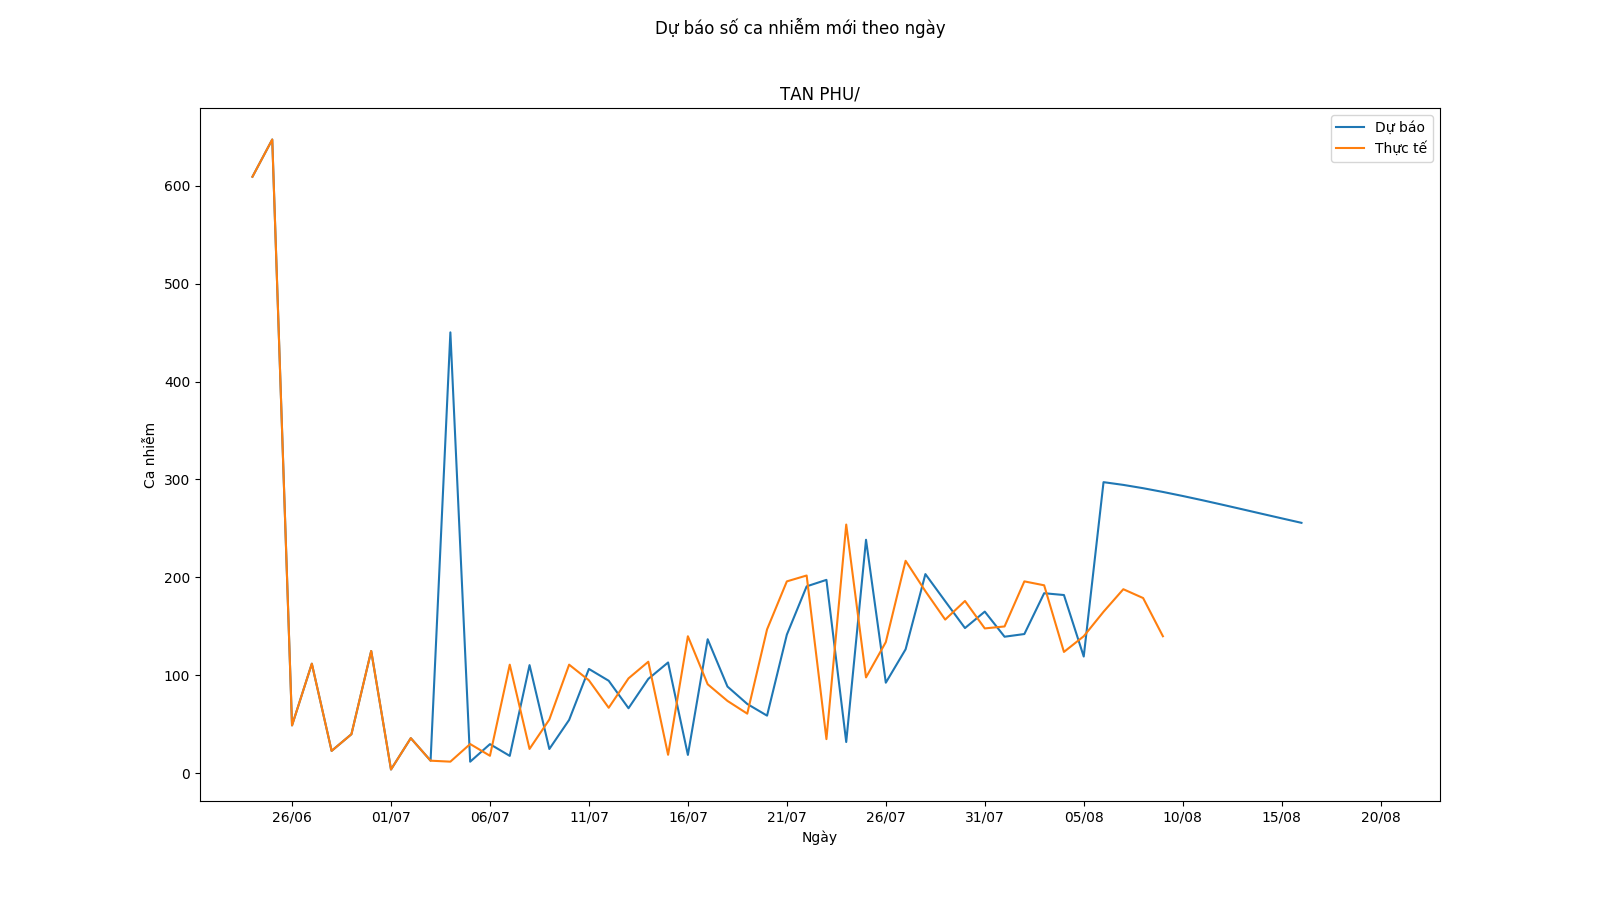 Dự báo số ca nhiễm mới theo ngày
TAN PHU/
Dự báo
Thực tế
600
500
400
300
200
100
0
Ca nhiễm
26/06 01/07 06/07 11/07 16/07 21/07 26/07 31/07 05/08 10/08 15/08 20/08
Ngày